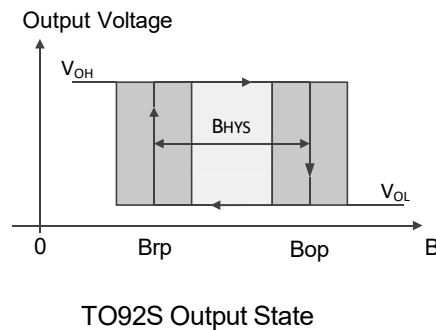 Output Voltage
VOH
BHYS
VOL
0
Brp
Bop
B
TO92S Output State